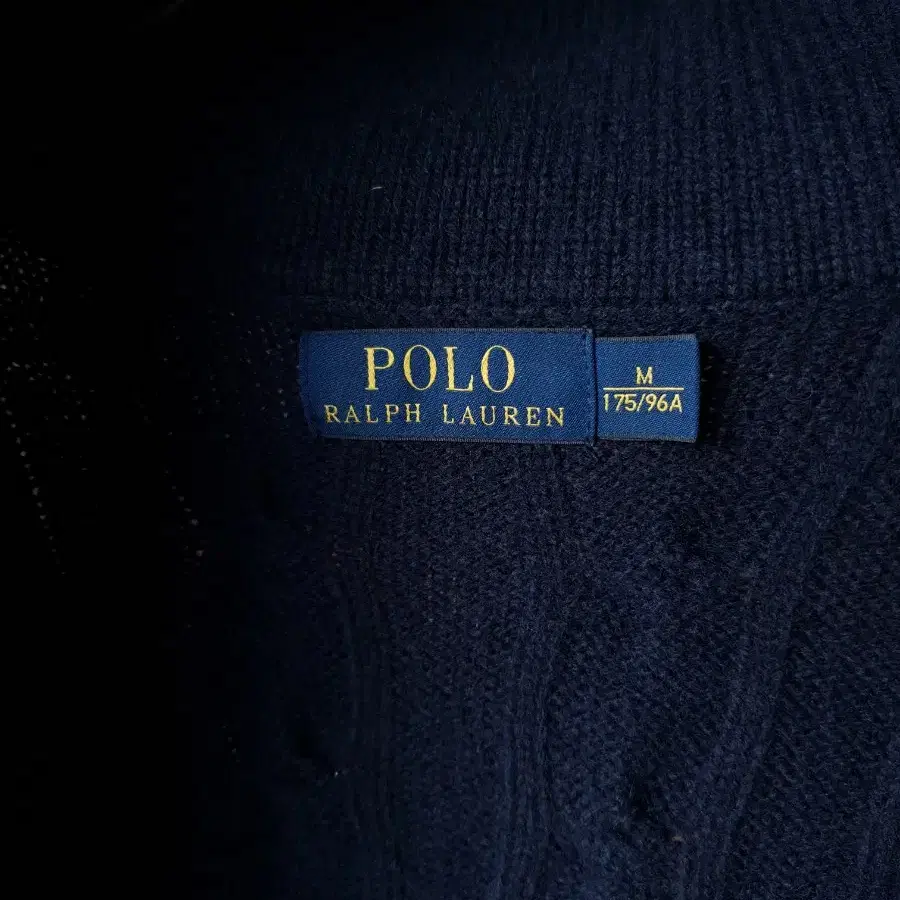 POLO
RALPH LAUREN
M
175/96A